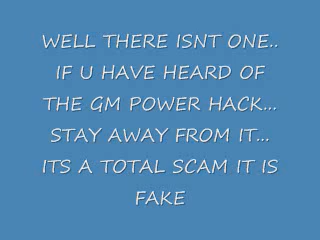 WELL THERE ISNT ONE..
IF U HAVE HEARD OF
THE GM POWER HACK...
STAY AWAY FROM IT...
ITS A TOTAL SCAM IT IS
FAKE